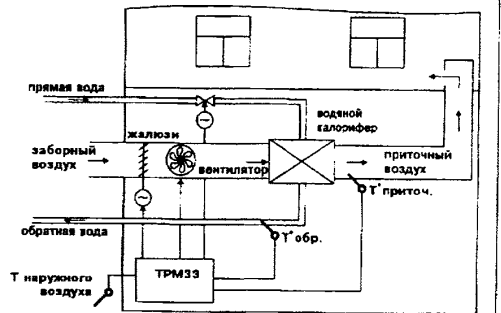 прямая вода
водяной
калорифер
жалюзи
заборный
воздух
вентилятор
приточный
воздух
T° приточ.
обратная вода
T° обр.
ТРМ33
T наружного
воздуха